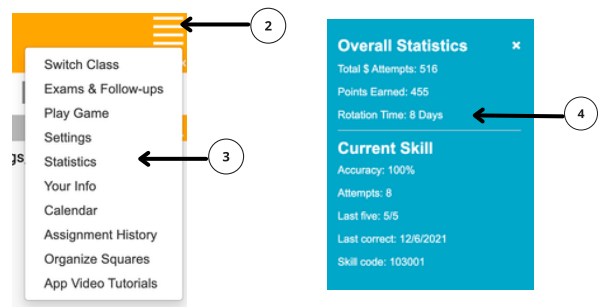 2
Switch Class
Exams & Follow-ups
Play Game
Settings
gs
Statistics
3
Your Info
Calendar
Assignment History
Organize Squares
App Video Tutorials
Overall Statistics ×
Total $ Attempts: 516
Points Earned: 455
Rotation Time: 8 Days
4
Current Skill
Accuracy: 100%
Attempts: 8
Last five: 5/5
Last correct: 12/6/2021
Skill code: 103001